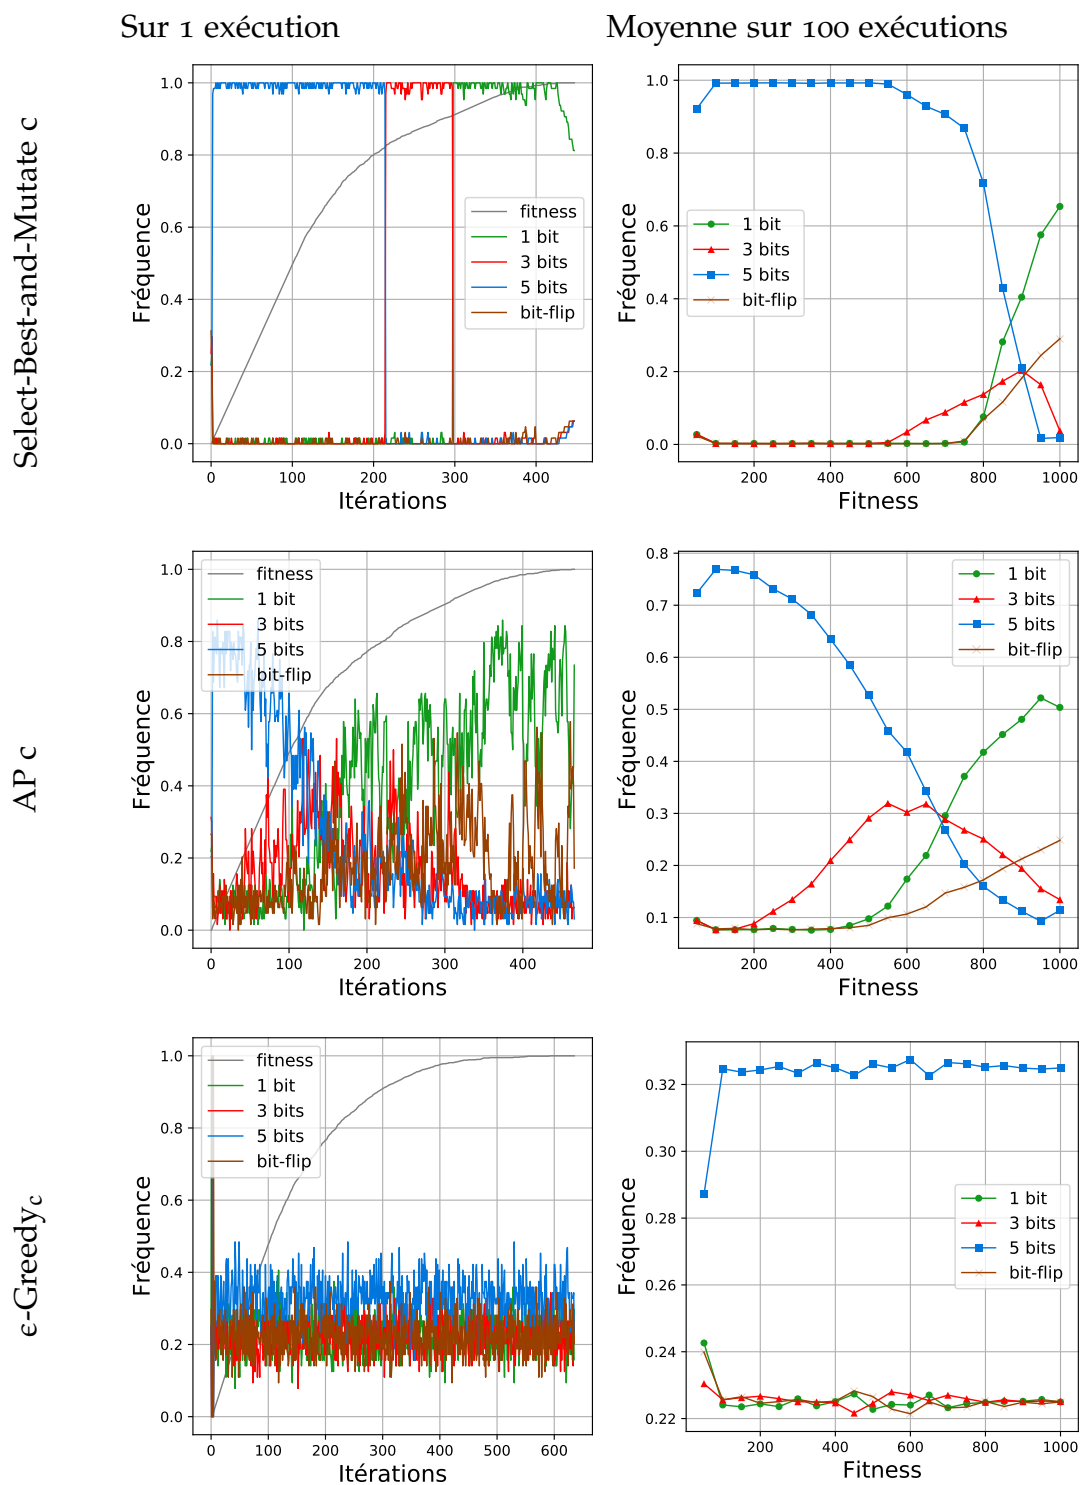 Sur 1 exécution
Moyenne sur 100 exécutions
Select-Best-and-Mutate c
Fréquence
1.0
0.8
0.6
0.4
0.2
0.0
fitness
1 bit
3 bits
5 bits
bit-flip
0 100 200 300 400
Itérations
Fréquence
1.0
0.8
0.6
0.4
0.2
0.0
1 bit
3 bits
5 bits
bit-flip
200 400 600 800 1000
Fitness
AP c
Fréquence
1.0
0.8
0.6
0.4
0.2
0.0
fitness
1 bit
3 bits
5 bits
bit-flip
0 100 200 300 400
Itérations
Fréquence
0.8
0.7
0.6
0.5
0.4
0.3
0.2
0.1
1 bit
3 bits
5 bits
bit-flip
200 400 600 800 1000
Fitness
ϵ-Greedy c
Fréquence
1.0
0.8
0.6
0.4
0.2
0.0
fitness
1 bit
3 bits
5 bits
bit-flip
0 100 200 300 400 500 600
Itérations
Fréquence
0.32
0.30
0.28
0.26
0.24
0.22
1 bit
3 bits
5 bits
bit-flip
200 400 600 800 1000
Fitness